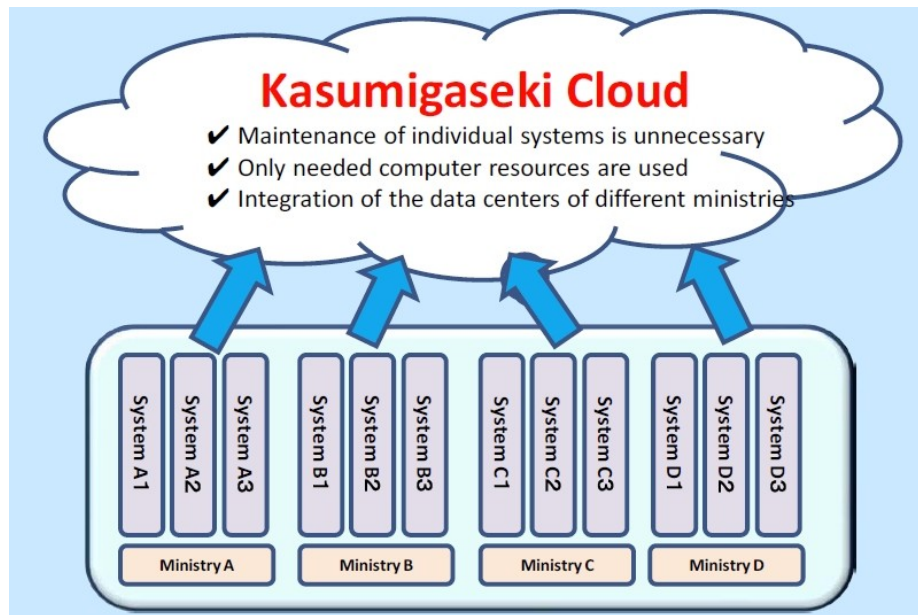 Kasumigaseki Cloud
✔ Maintenance of individual systems is unnecessary
✔ Only needed computer resources are used
✔ Integration of the data centers of different ministries
System A1
System A2
System A3
System B1
System B2
System B3
System C1
System C2
System C3
System D1
System D2
System D3
Ministry A
Ministry B
Ministry C
Ministry D